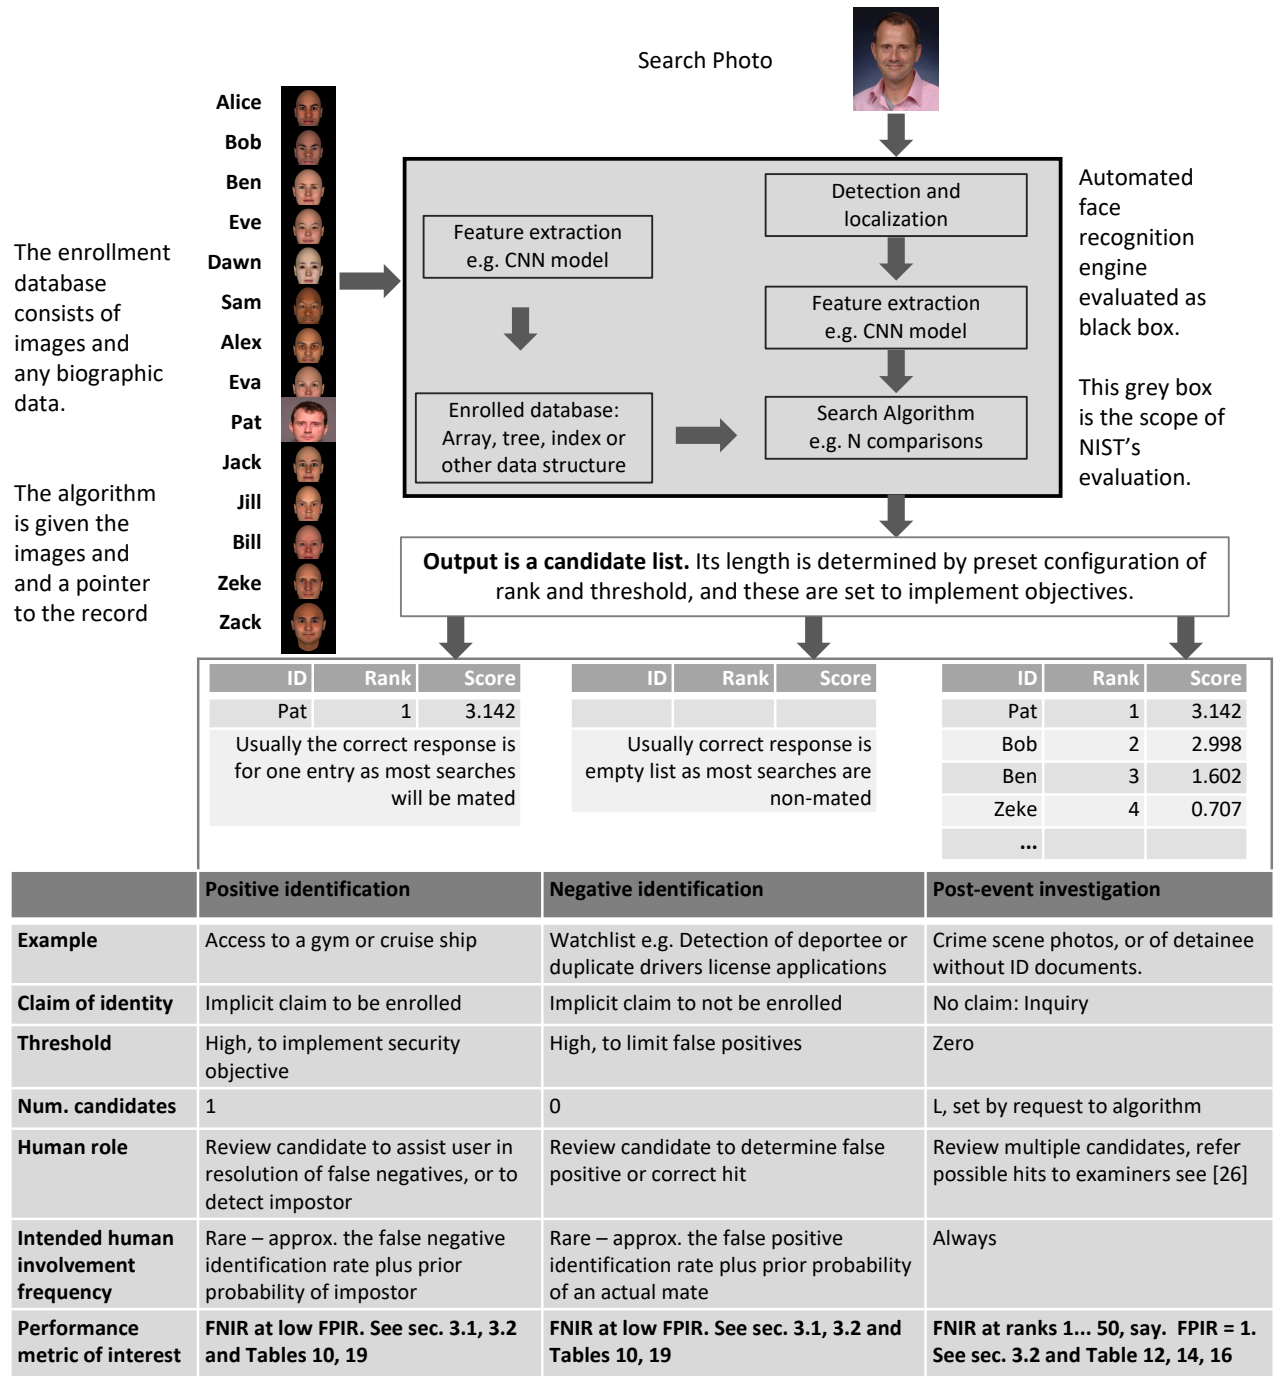 Search Photo
Alice
Bob
Ben
Eve
Dawn
Sam
Alex
Eva
Pat
Jack
Jill
Bill
Zeke
Zack
The enrollment
database
consists of
images and
any biographic
data.
The algorithm
is given the
images and
and a pointer
to the record
Feature extraction
e.g. CNN model
Enrolled database:
Array, tree, index or
other data structure
Detection and
localization
Feature extraction
e.g. CNN model
Search Algorithm
e.g. N comparisons
Automated
face
recognition
engine
evaluated as
black box.
This grey box
is the scope of
NIST's
evaluation.
Output is a candidate list. Its length is determined by preset configuration of
rank and threshold, and these are set to implement objectives.
ID Rank Score
Pat 1 3.142
Usually the correct response is
for one entry as most searches
will be mated
ID Rank Score
Usually correct response is
empty list as most searches are
non-mated
ID Rank Score
Pat 1 3.142
Bob 2 2.998
Ben 3 1.602
Zeke 4 0.707
...
Positive identification Negative identification Post-event investigation
Example
Access to a gym or cruise ship
Watchlist e.g. Detection of deportee or
duplicate drivers license applications
Crime scene photos, or of detainee
without ID documents.
Claim of identity
Implicit claim to be enrolled
Implicit claim to not be enrolled
No claim: Inquiry
Threshold
High, to implement security
objective
High, to limit false positives
Zero
Num. candidates
1
0
L, set by request to algorithm
Human role
Review candidate to assist user in
resolution of false negatives, or to
detect impostor
Review candidate to determine false
positive or correct hit
Review multiple candidates, refer
possible hits to examiners see [26]
Intended human
involvement
frequency
Rare – approx. the false negative
identification rate plus prior
probability of impostor
Rare – approx. the false positive
identification rate plus prior probability
of an actual mate
Always
Performance
metric of interest
FNIR at low FPIR. See sec. 3.1, 3.2
and Tables 10, 19
FNIR at low FPIR. See sec. 3.1, 3.2 and
Tables 10, 19
FNIR at ranks 1... 50, say. FPIR = 1.
See sec. 3.2 and Table 12, 14, 16